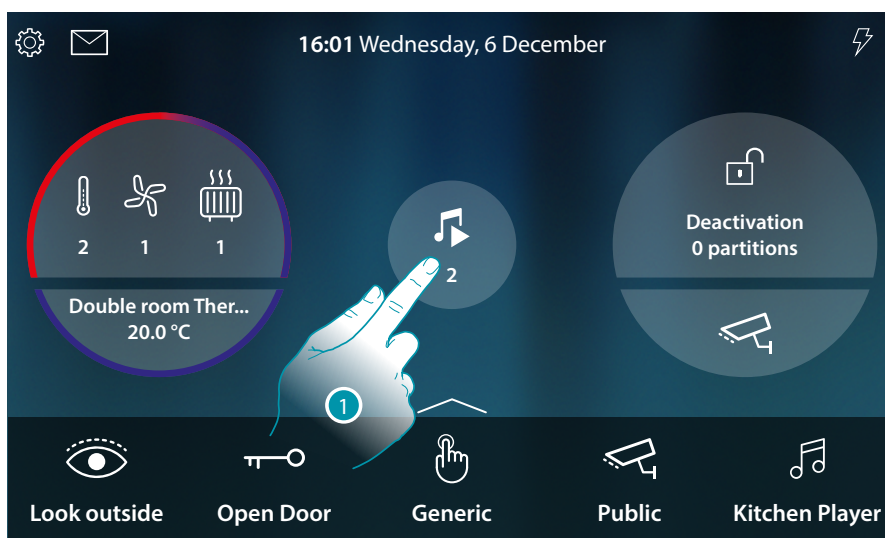 16:01 Wednesday, 6 December
2 1 1
Double room Ther...
20.0 °C
2
1
Deactivation
0 partitions
Look outside
Open Door
Generic
Public
Kitchen Player